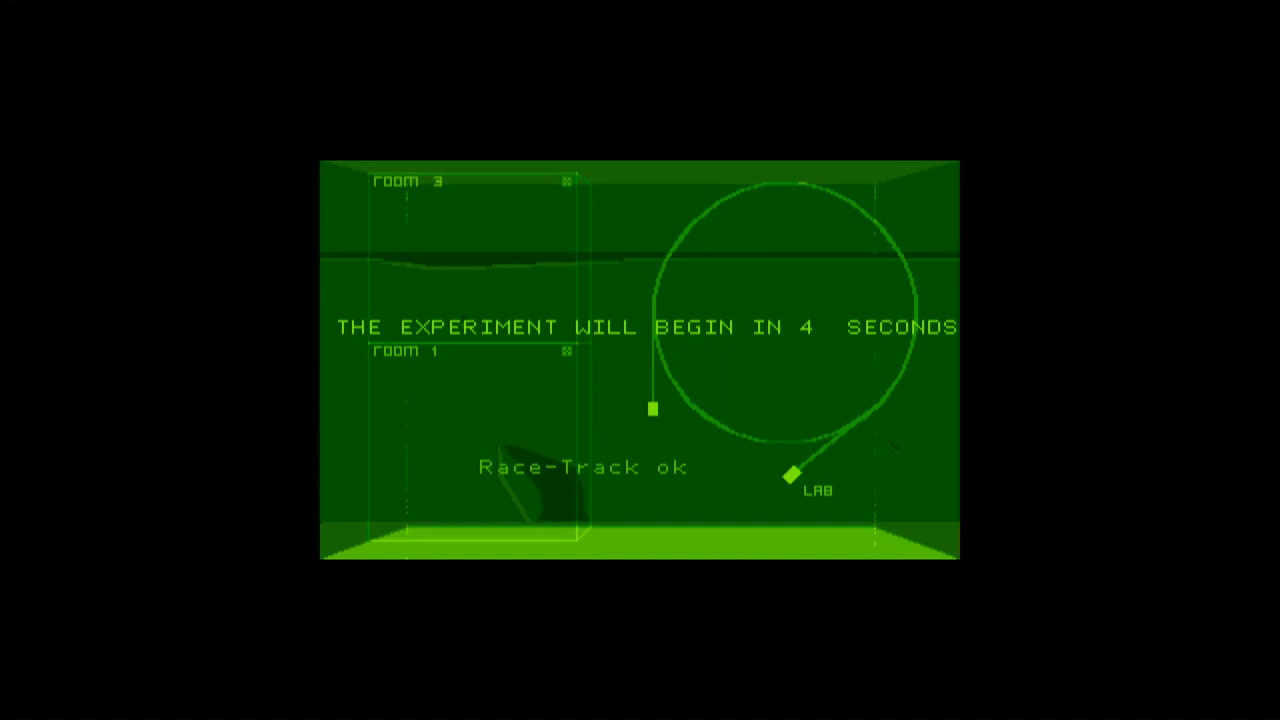 room 3
THE EXPERIMENT WILL BEGIN IN 4 SECONDS
room 1
Race-Track ok
LAB